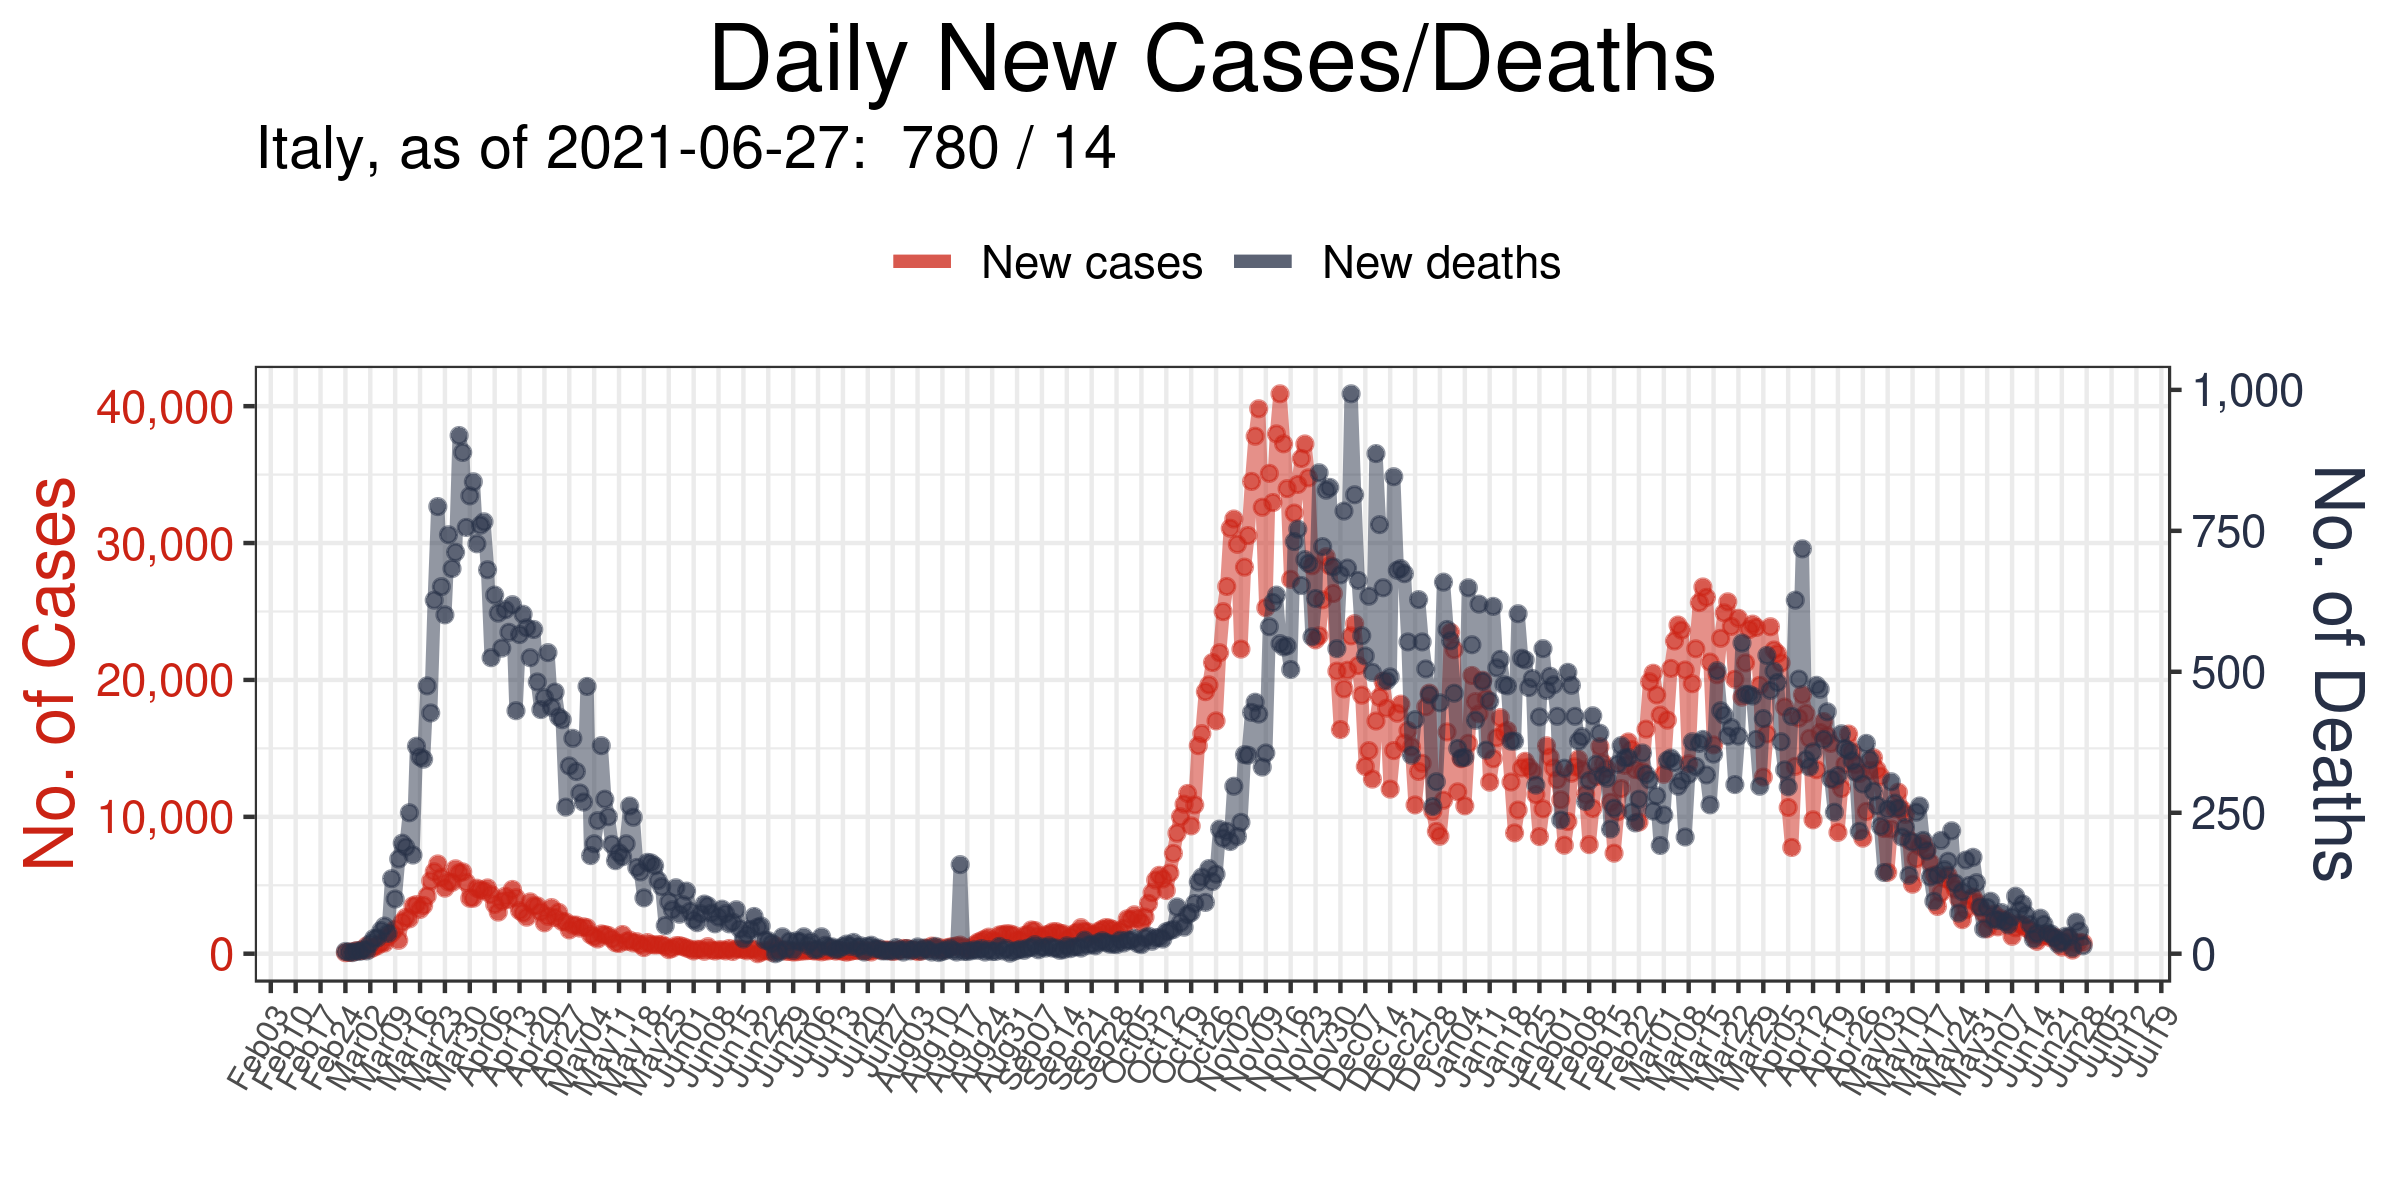 Daily New Cases/Deaths
Italy, as of 2021-06-27: 780 / 14
New cases
New deaths
No. of Cases
40,000
30,000
20,000
10,000
0
1,000
750
500
250
0
No. of Deaths
Feb03
Feb10
Feb17
Feb24
Mar02
Mar09
Mar16
Mar23
Mar30
Apr06
Apr13
Apr20
Apr27
May04
May11
May18
May25
Jun01
Jun08
Jun15
Jun22
Jun29
Jul06
Jul13
Jul20
Jul27
Aug03
Aug10
Aug17
Aug24
Aug31
Sep07
Sep14
Sep21
Sep28
Oct05
Oct12
Oct19
Oct26
Nov02
Nov09
Nov16
Nov23
Nov30
Dec07
Dec14
Dec21
Dec28
Jan04
Jan11
Jan18
Jan25
Feb01
Feb08
Feb15
Feb22
Mar01
Mar08
Mar15
Mar22
Mar29
Apr05
Apr12
Apr19
Apr26
May03
May10
May17
May24
May31
Jun07
Jun14
Jun21
Jun28
Jul05
Jul12
Jul19